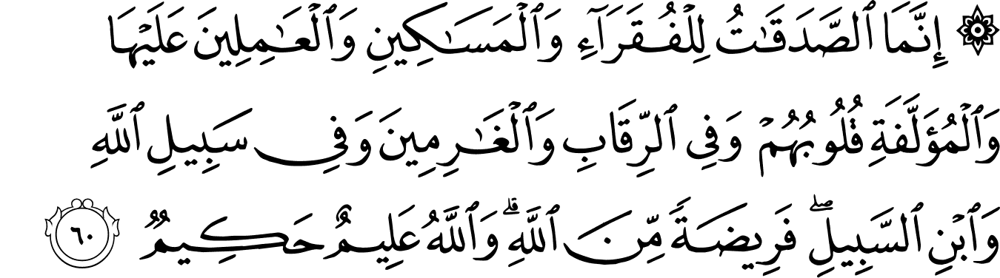 ۞ إِنَّمَا ٱلصَّدَقَـٰتُ لِلْفُقَرَآءِ وَٱلْمَسَـٰكِينِ وَٱلْعَـٰمِلِينَ عَلَيْهَا
وَٱلْمُؤَلَّفَةِ قُلُوبُهُمْ وَفِى ٱلرِّقَابِ وَٱلْغَـٰرِمِينَ وَفِى سَبِيلِ ٱللَّهِ
وَٱبْنِ ٱلسَّبِيلِ ۖ فَرِيضَةً مِّنَ ٱللَّهِ ۗ وَٱللَّهُ عَلِيمٌ حَكِيمٌ ٦٠